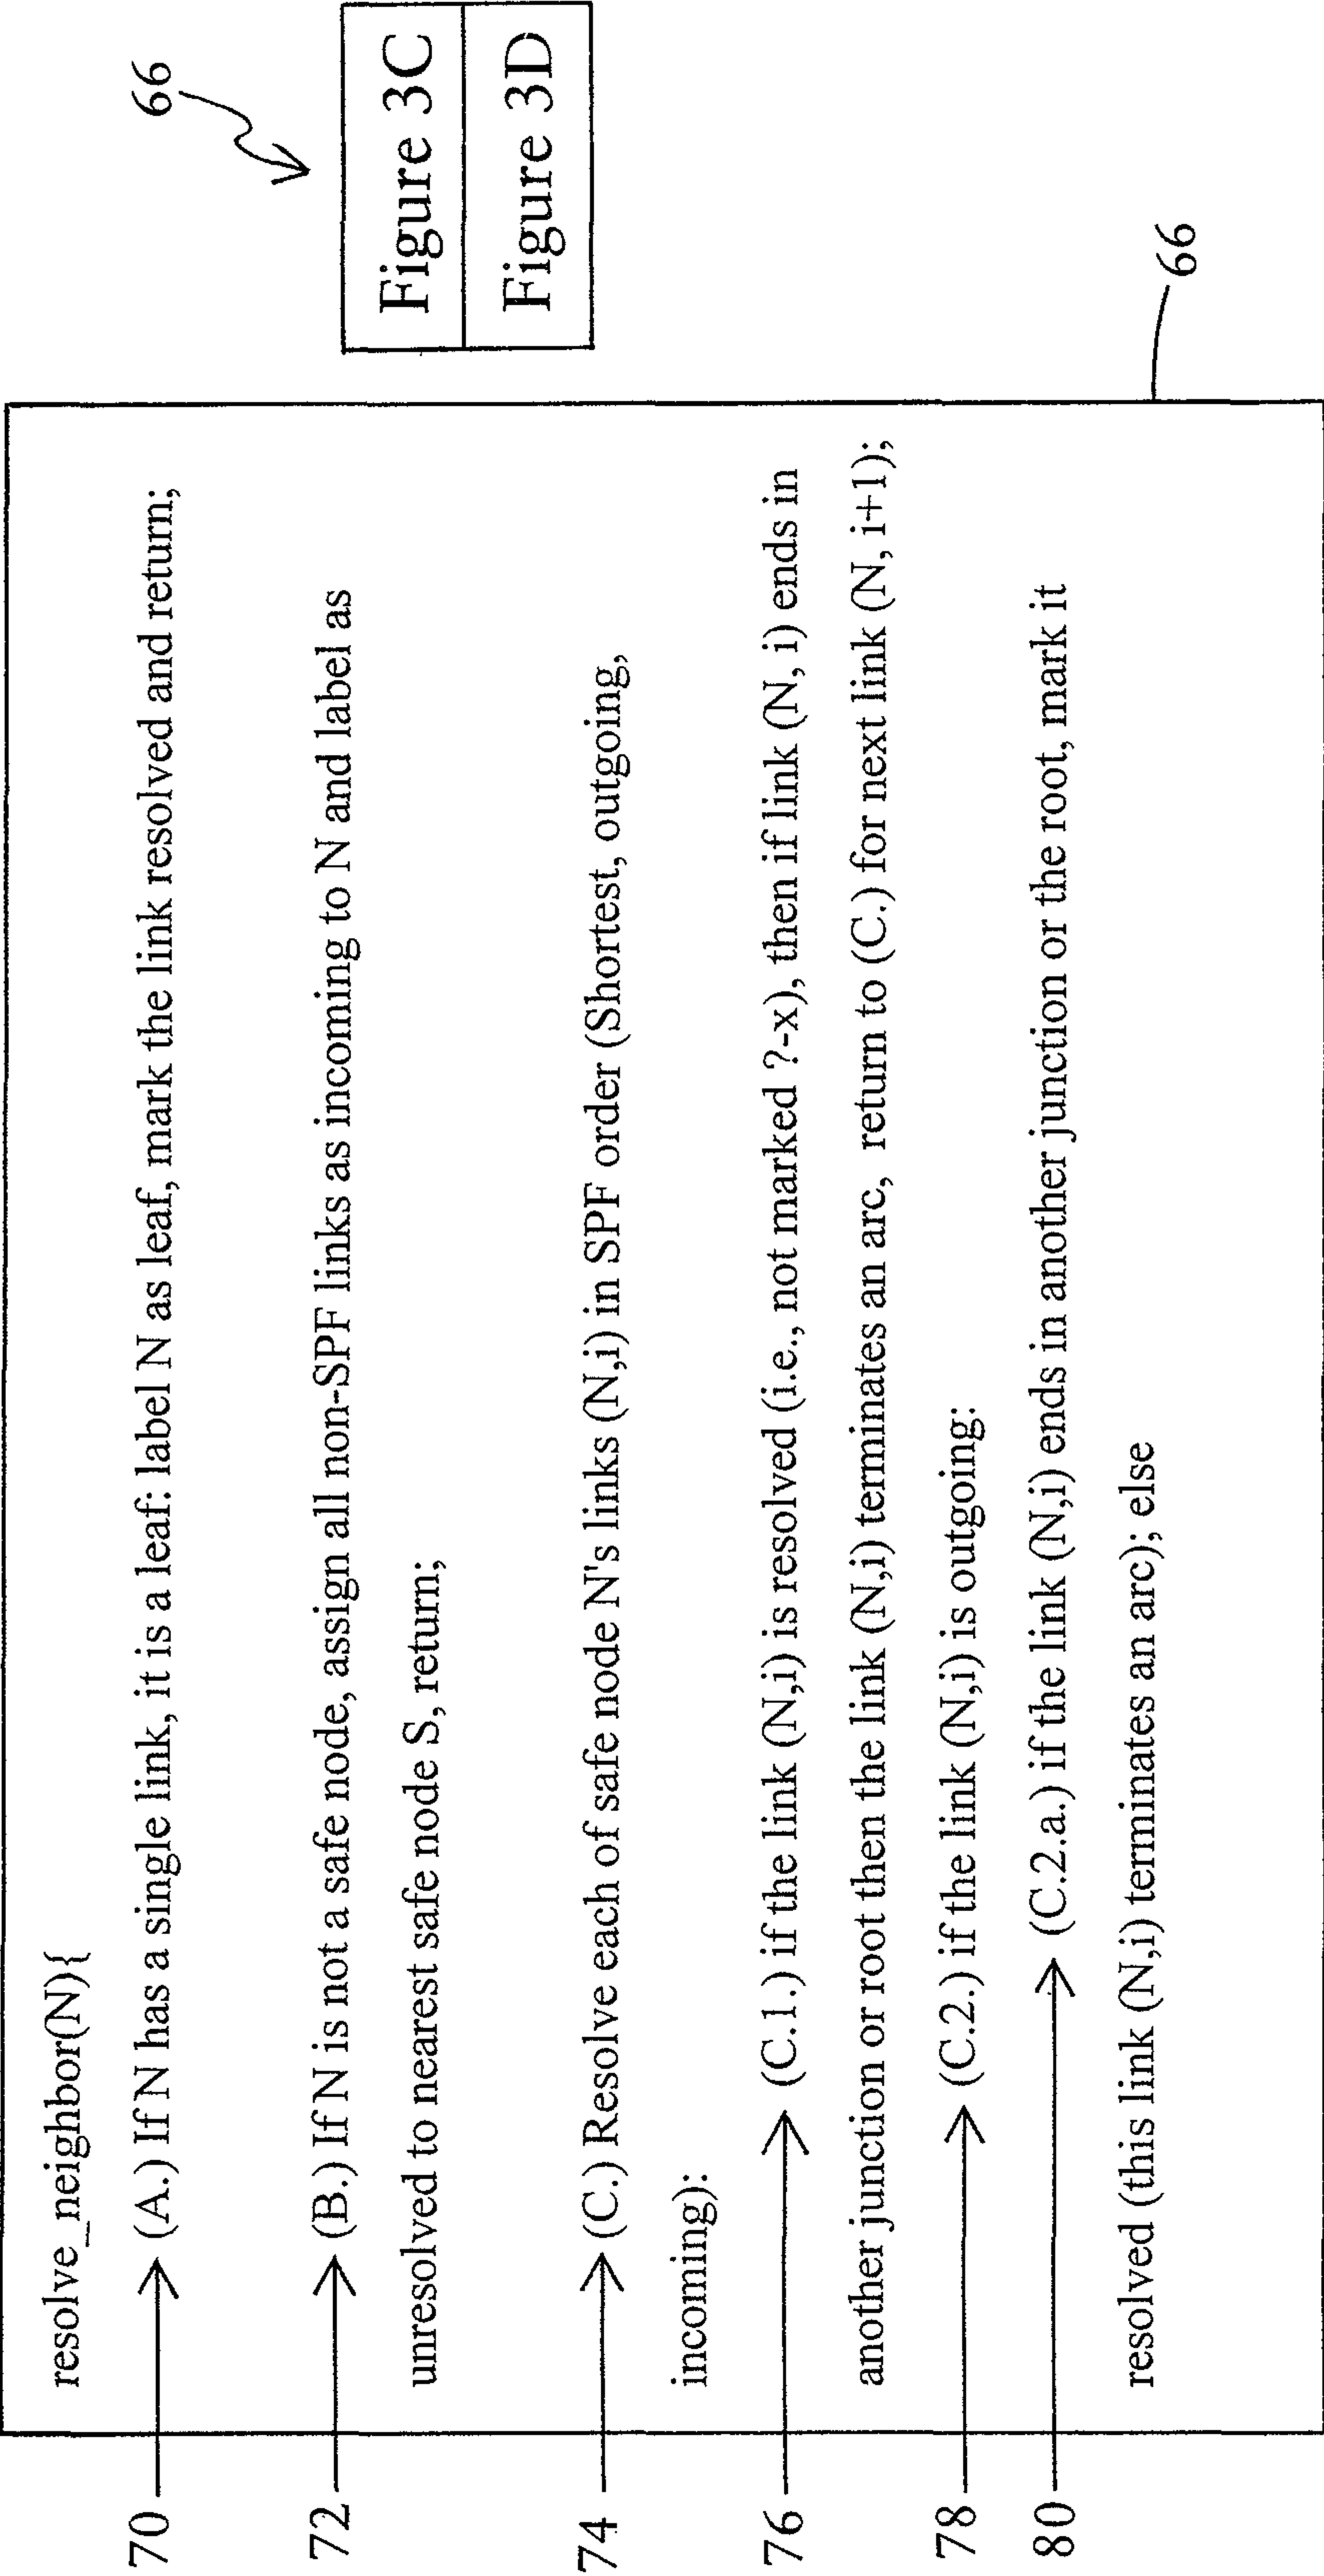 66
Figure 3C
Figure 3D
resolve_neighbor(N){
70 (A.) If N has a single link, it is a leaf: label N as leaf, mark the link resolved and return;
72 (B.) If N is not a safe node, assign all non-SPF links as incoming to N and label as
unresolved to nearest safe node S, return;
74 (C.) Resolve each of safe node N's links (N,i) in SPF order (Shortest, outgoing,
incoming):
76 (C.1.) if the link (N,i) is resolved (i.e., not marked ?-x), then if link (N, i) ends in
another junction or root then the link (N,i) terminates an arc, return to (C.) for next link (N, i+1);
78 (C.2.) if the link (N,i) is outgoing:
80 (C.2.a.) if the link (N,i) ends in another junction or the root, mark it
resolved (this link (N,i) terminates an arc); else
66